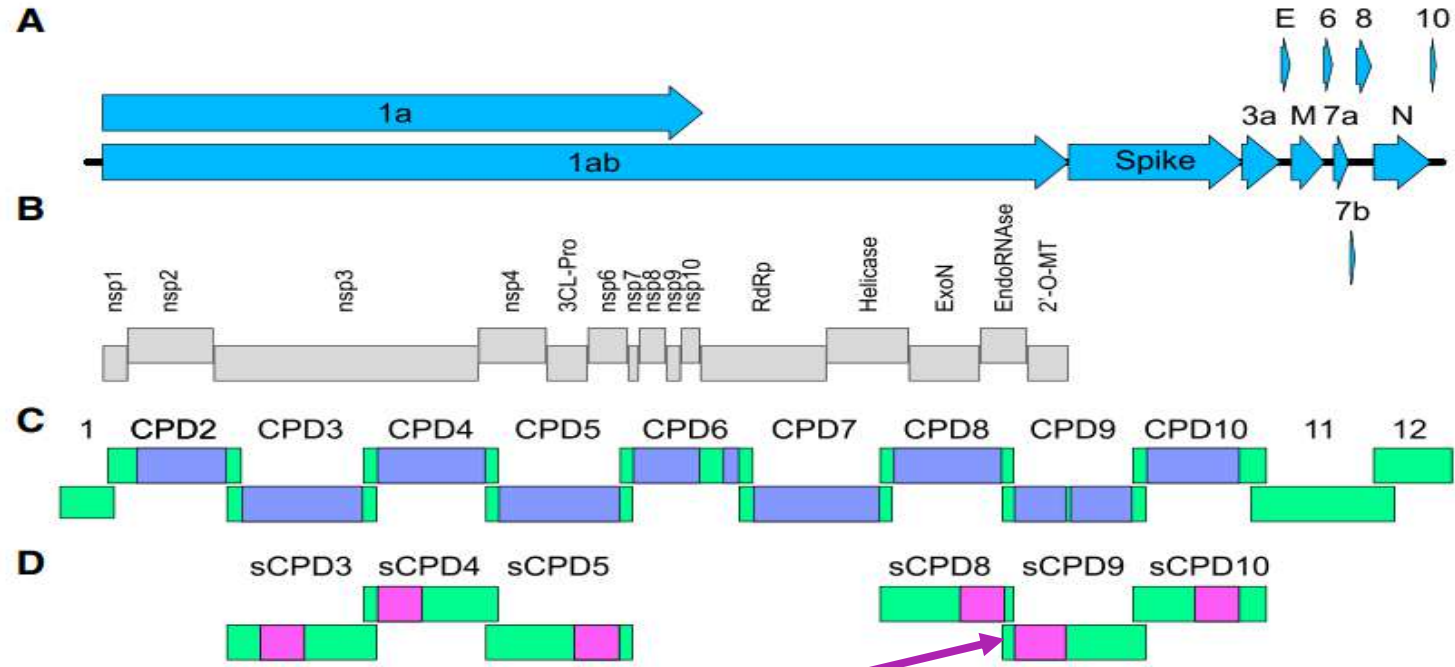 A
E 6 8 10
1a
3a M 7a N
1ab
Spike
7b
B
nsp1
nsp2
nsp3
nsp4
3CL-Pro
nsp6
nsp7
nsp8
nsp9
nsp10
RdRp
Helicase
ExoN
EndoRNAse
2'-O-MT
C
1 CPD2 CPD3 CPD4 CPD5 CPD6 CPD7 CPD8 CPD9 CPD10 11 12
D
sCPD3 sCPD4 sCPD5 sCPD8 sCPD9 sCPD10